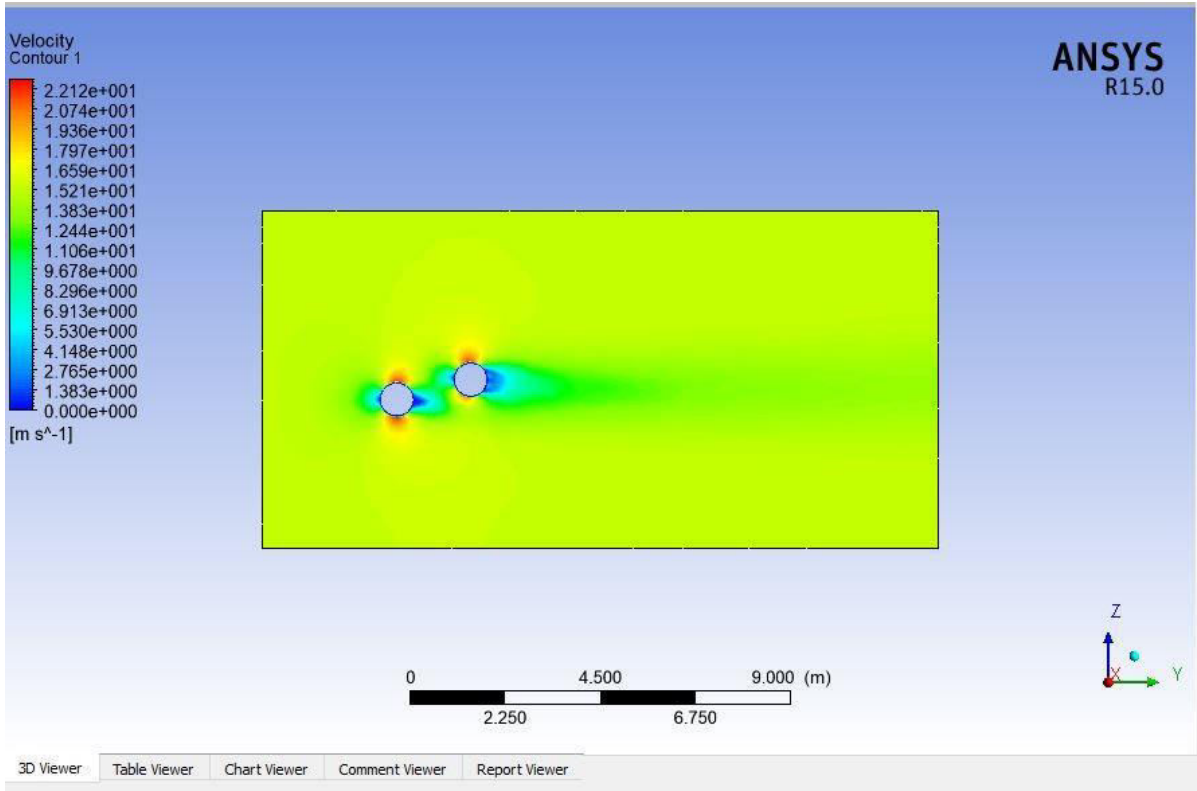 Velocity
Contour 1
2.212e+001
2.074e+001
1.936e+001
1.797e+001
1.659e+001
1.521e+001
1.383e+001
1.244e+001
1.106e+001
9.678e+000
8.296e+000
6.913e+000
5.530e+000
4.148e+000
2.765e+000
1.383e+000
0.000e+000
[m s^-1]
ANSYS
R15.0
Z
X
Y
0 4.500 9.000 (m)
2.250 6.750
3D Viewer Table Viewer Chart Viewer Comment Viewer Report Viewer